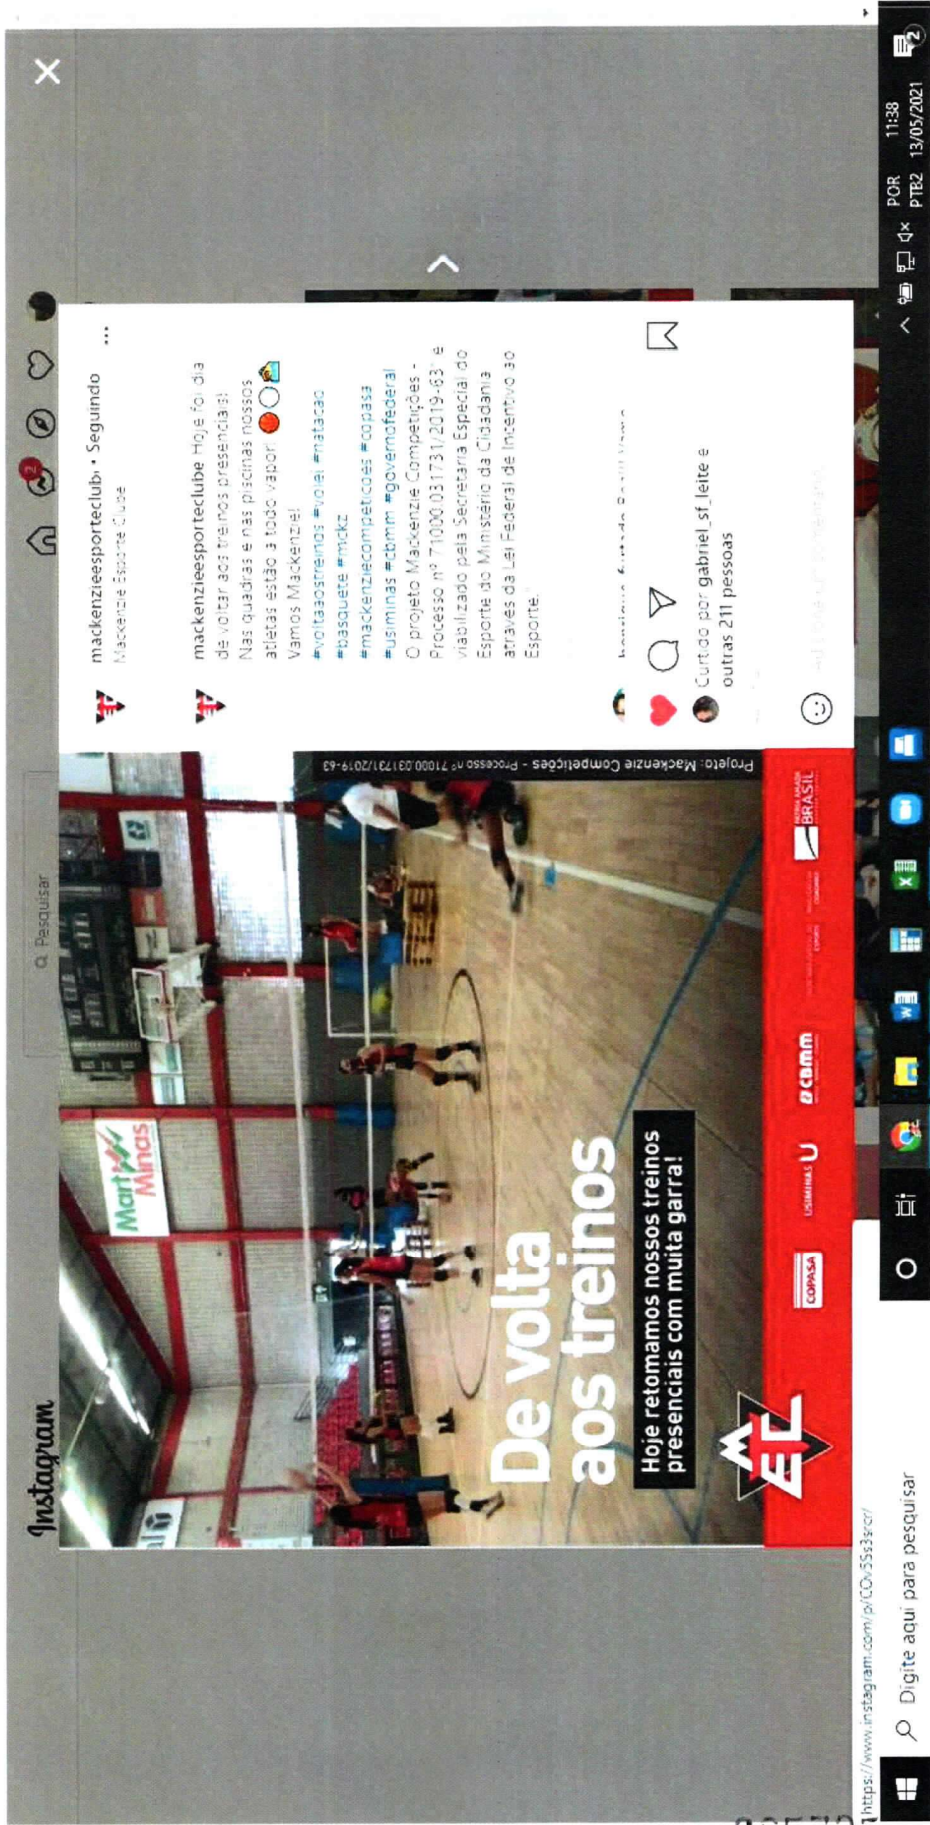 Instagram
Pesquisar
2
mackenzieesporteclub • Seguindo
Mackenzie Esporte Clube
mackenzieesporteclube Hoje foi dia
de voltar aos treinos presenciais!
Nas quadras e nas piscinas nossos
atletas estão a todo vapor!
Vamos Mackenzie!
#voltaaostreinos #volei #natacao
#basquete #mckz
#mackenziecompeticoes #copasa
#usiminas #cbmm #governofederal
O projeto Mackenzie Competições -
Processo nº 71000.031731/2019-63" e
viabilizado pela Secretaria Especial do
Esporte do Ministério da Cidadania
através da Lei Federal de Incentivo ao
Esporte."
Curtido por gabriel_sf_leite e
outras 211 pessoas
Mart Minas
De volta
aos treinos
Hoje retomamos nossos treinos
presenciais com muita garra!
Projeto: Mackenzie Competições - Processo nº 71000.031731/2019-63
MEC
COPASA
USIMINAS
CBMM
PÁTRIA AMADA
BRASIL
https://www.instagram.com/p/COv5Ss3srcr/
Digite aqui para pesquisar
POR
PTB2
11:38
13/05/2021
2